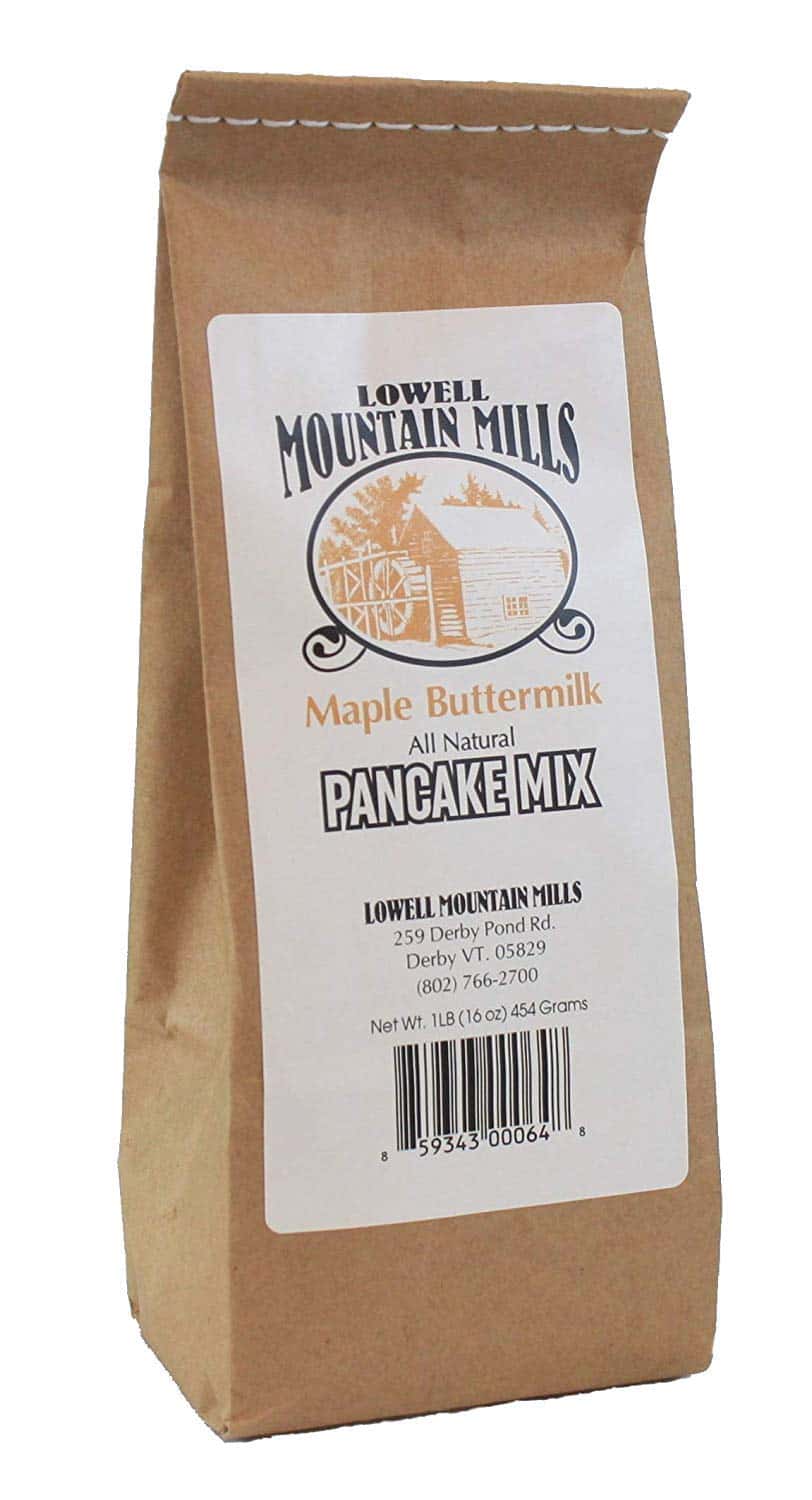 LOWELL
MOUNTAIN MILLS
Maple Buttermilk
All Natural
PANCAKE MIX
LOWELL MOUNTAIN MILLS
259 Derby Pond Rd.
Derby VT. 05829
(802) 766-2700
Net Wt. 1LB (16 oz) 454 Grams
8 59343 00064 8